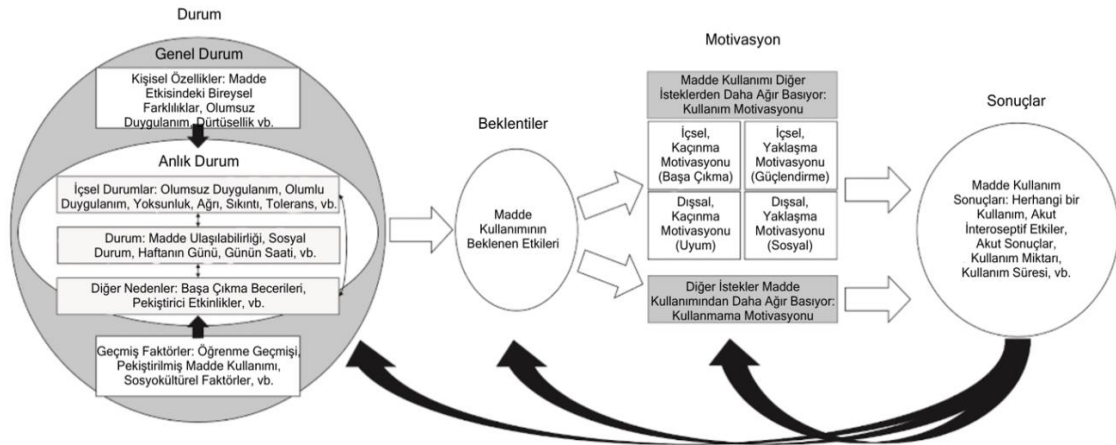 Durum
Genel Durum
Kişisel Özellikler: Madde
Etkisindeki Bireysel
Farklılıklar, Olumsuz
Duygulanım, Dürtüsellik vb.
Anlık Durum
İçsel Durumlar: Olumsuz Duygulanım, Olumlu
Duygulanım, Yoksunluk, Ağrı, Sıkıntı, Tolerans, vb.
Durum: Madde Ulaşılabilirliği, Sosyal
Durum, Haftanın Günü, Günün Saati, vb.
Diğer Nedenler: Başa Çıkma Becerileri,
Pekiştirici Etkinlikler, vb.
Geçmiş Faktörler: Öğrenme Geçmişi,
Pekiştirilmiş Madde Kullanımı,
Sosyokültürel Faktörler, vb.
Beklentiler
Madde
Kullanımının
Beklenen Etkileri
Motivasyon
Madde Kullanımı Diğer
İsteklerden Daha Ağır Basıyor:
Kullanım Motivasyonu
İçsel,
Kaçınma
Motivasyonu
(Başa Çıkma)
İçsel,
Yaklaşma
Motivasyonu
(Güçlendirme)
Dışsal,
Kaçınma
Motivasyonu
(Uyum)
Dışsal,
Yaklaşma
Motivasyonu
(Sosyal)
Diğer İstekler Madde
Kullanımından Daha Ağır Basıyor:
Kullanmama Motivasyonu
Sonuçlar
Madde Kullanım
Sonuçları: Herhangi bir
Kullanım, Akut
İnteroseptif Etkiler,
Akut Sonuçlar,
Kullanım Miktarı,
Kullanım Süresi, vb.